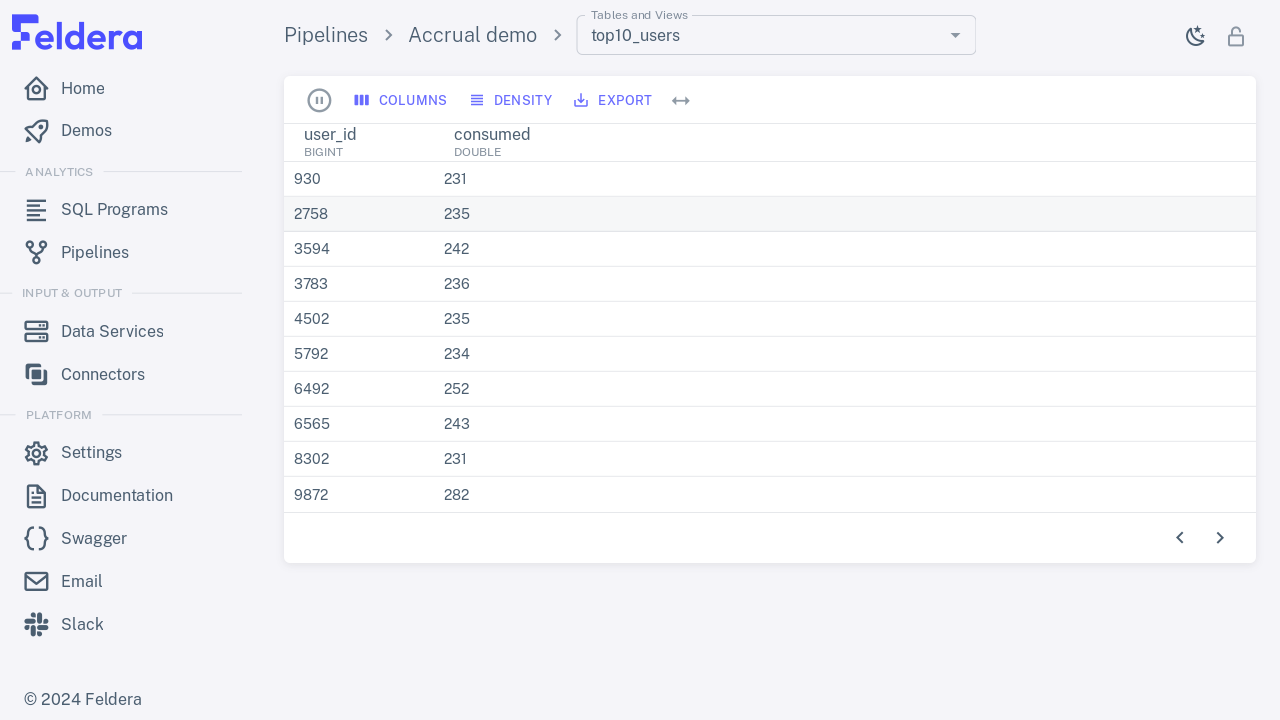 Feldera
Home
Demos
ANALYTICS
SQL Programs
Pipelines
INPUT & OUTPUT
Data Services
Connectors
PLATFORM
Settings
Documentation
Swagger
Email
Slack
© 2024 Feldera
Pipelines > Accrual demo >
Tables and Views
top10_users
COLUMNS DENSITY EXPORT
user_id consumed
BIGINT DOUBLE
930 231
2758 235
3594 242
3783 236
4502 235
5792 234
6492 252
6565 243
8302 231
9872 282